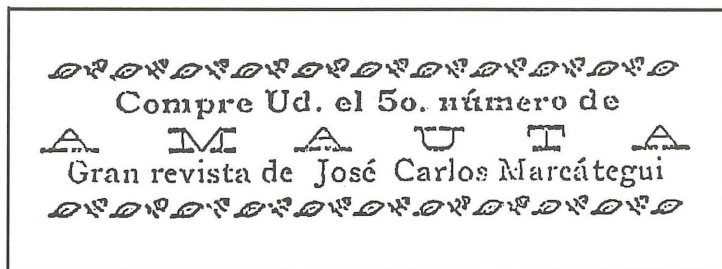 Compre Ud. el 5o. número de
A M A U T A
Gran revista de José Carlos Marcátegui